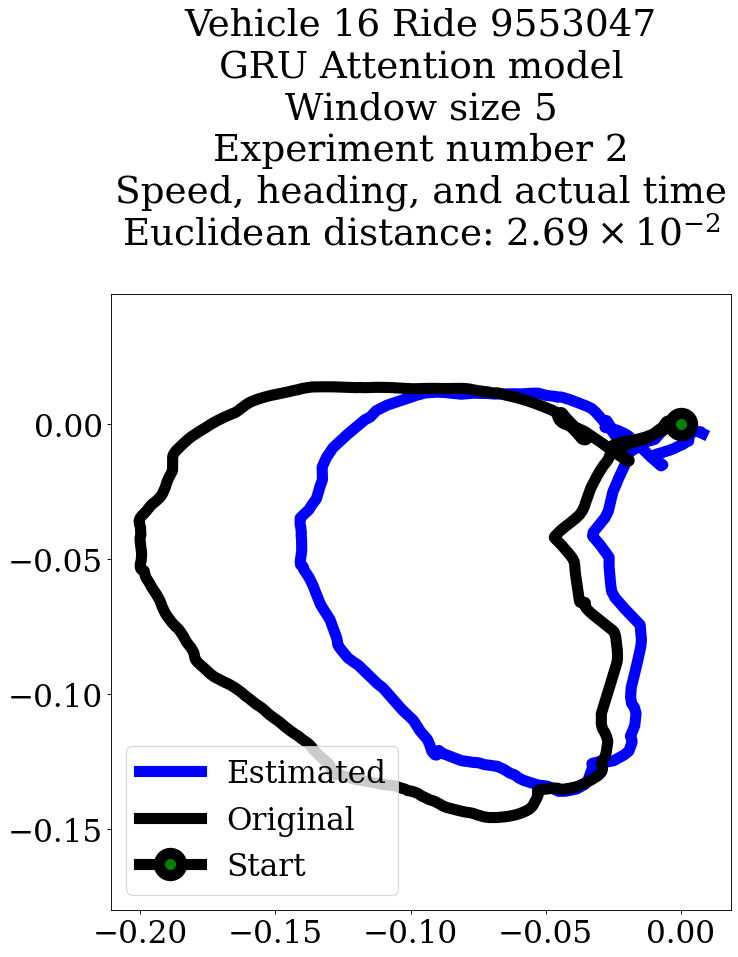 Vehicle 16 Ride 9553047
GRU Attention model
Window size 5
Experiment number 2
Speed, heading, and actual time
Euclidean distance: 2.69 × 10⁻²
0.00
−0.05
−0.10
−0.15
Estimated
Original
Start
−0.20 −0.15 −0.10 −0.05 0.00